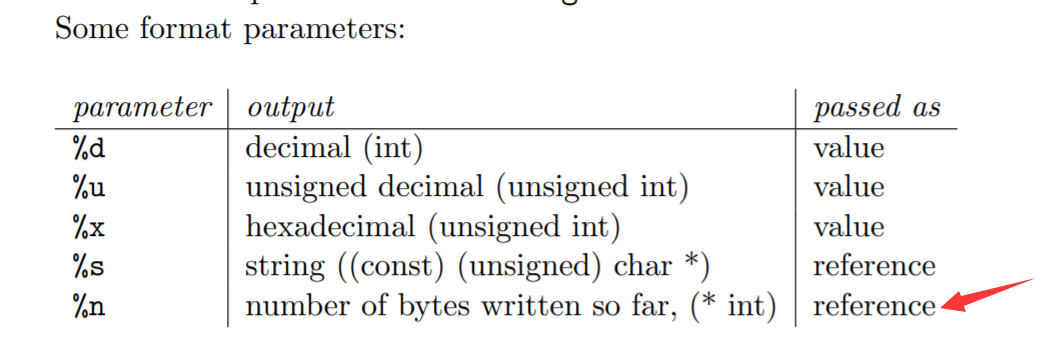 Some format parameters:
parameter output passed as
%d decimal (int) value
%u unsigned decimal (unsigned int) value
%x hexadecimal (unsigned int) value
%s string ((const) (unsigned) char *) reference
%n number of bytes written so far, (* int) reference